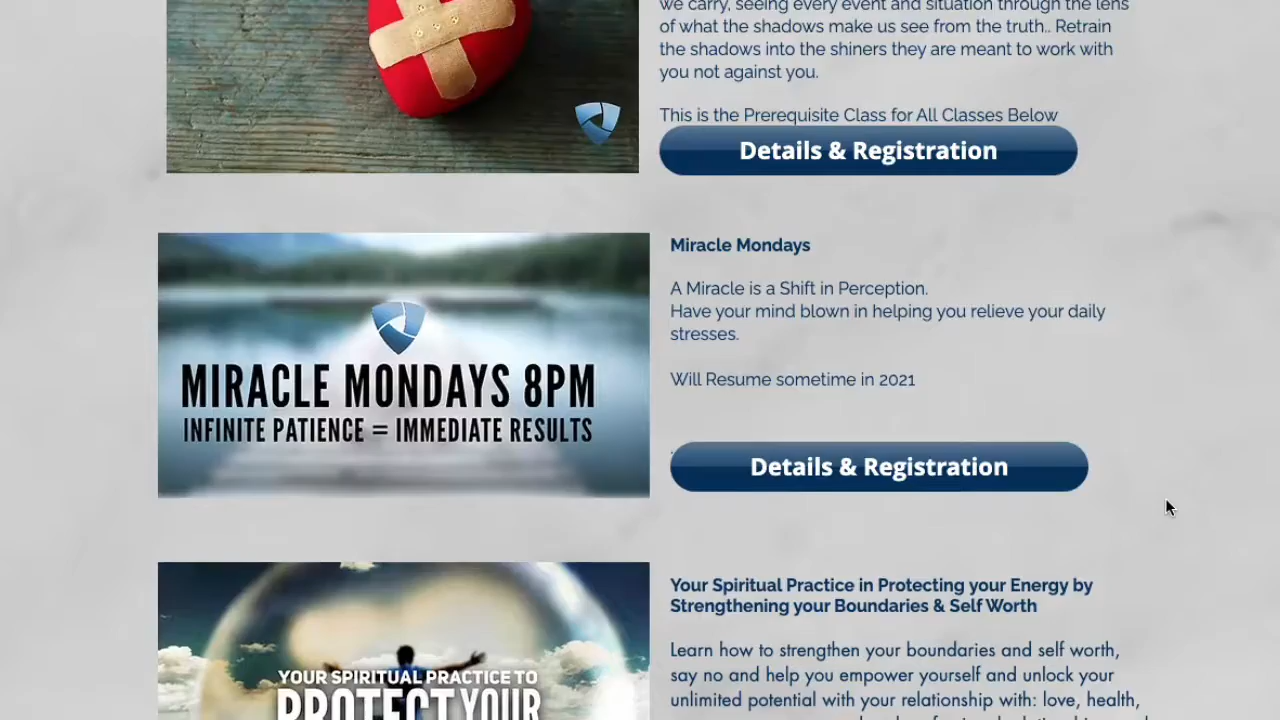 we carry, seeing every event and situation through the lens
of what the shadows make us see from the truth.. Retrain
the shadows into the shiners they are meant to work with
you not against you.
This is the Prerequisite Class for All Classes Below
Details & Registration
Miracle Mondays
A Miracle is a Shift in Perception.
Have your mind blown in helping you relieve your daily
stresses.
Will Resume sometime in 2021
MIRACLE MONDAYS 8PM
INFINITE PATIENCE = IMMEDIATE RESULTS
Details & Registration
Your Spiritual Practice in Protecting your Energy by
Strengthening your Boundaries & Self Worth
Learn how to strengthen your boundaries and self worth,
say no and help you empower yourself and unlock your
unlimited potential with your relationship with: love, health,
YOUR SPIRITUAL PRACTICE TO
PROTECT YOUR